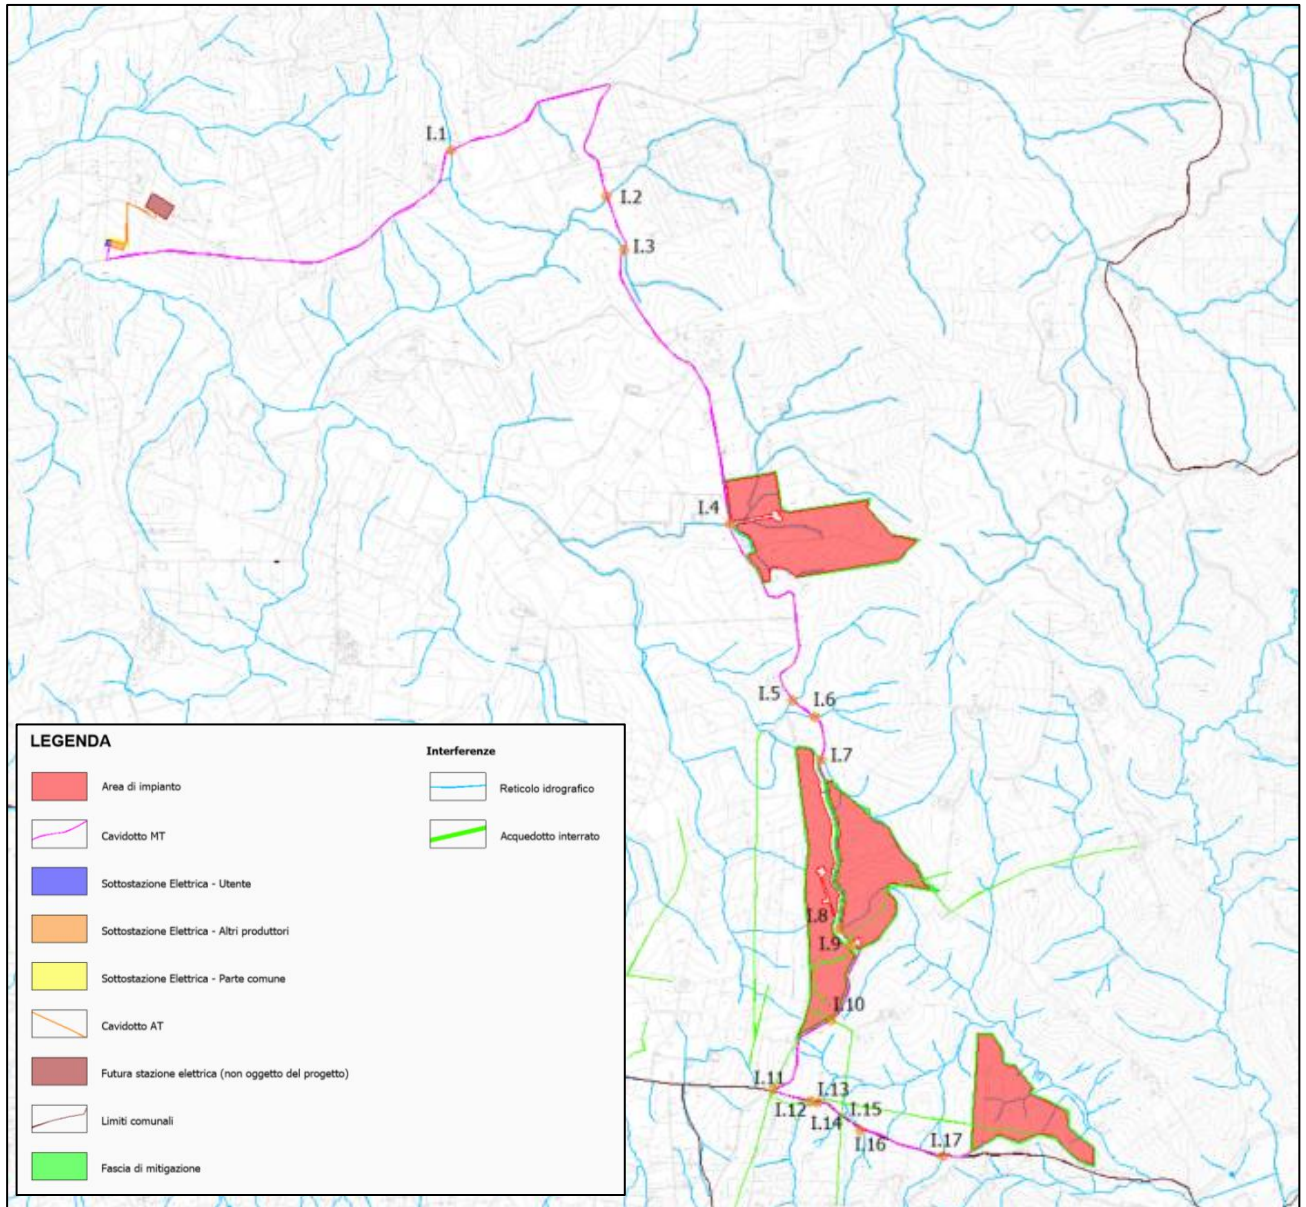 I.1
I.2
I.3
I.4
I.5
I.6
I.7
I.8
I.9
I.10
I.11
I.13
I.12
I.15
I.14
I.16
I.17
LEGENDA
Area di impianto
Cavidotto MT
Sottostazione Elettrica - Utente
Sottostazione Elettrica - Altri produttori
Sottostazione Elettrica - Parte comune
Cavidotto AT
Futura stazione elettrica (non oggetto del progetto)
Limiti comunali
Fascia di mitigazione
Interferenze
Reticolo idrografico
Acquedotto interrato